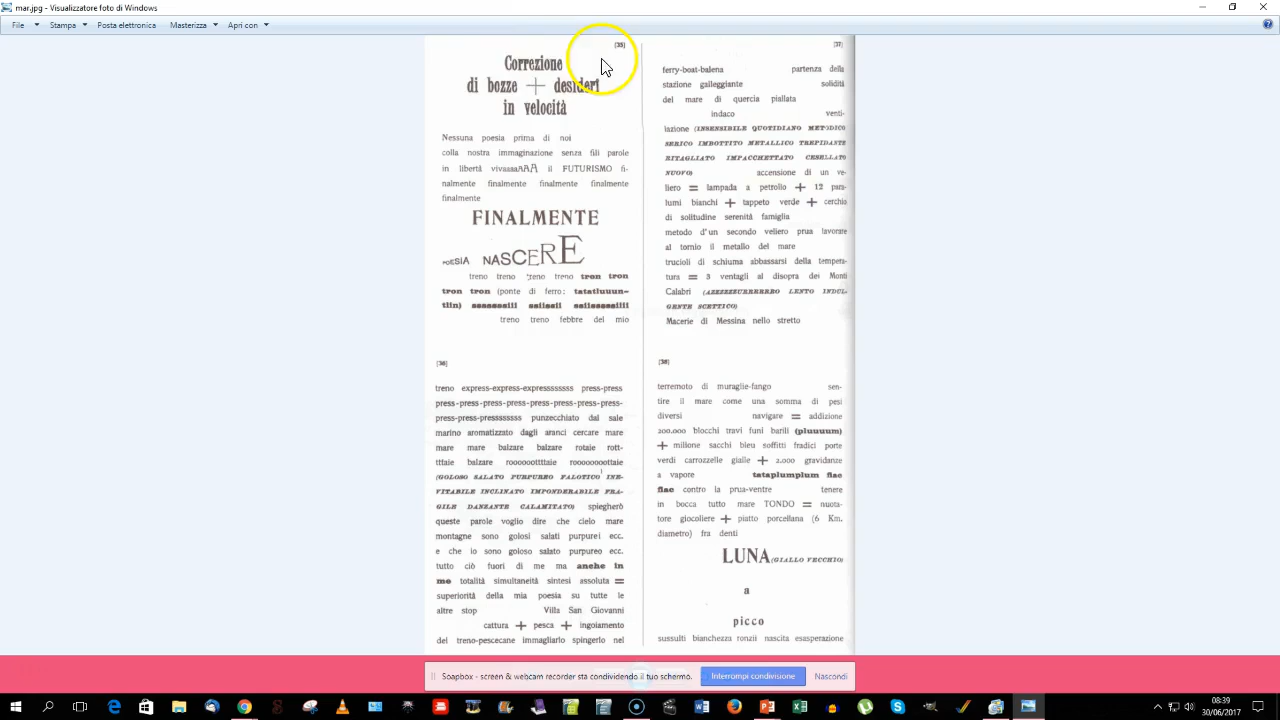 mar.jpg - Visualizzatore foto di Windows
File Stampa Posta elettronica Masterizza Apri con
[35]
Correzione
di bozze + desideri
in velocità
Nessuna poesia prima di noi
colla nostra immaginazione senza fili parole
in libertà vivaaaaAAA il FUTURISMO fi-
nalmente finalmente finalmente finalmente
finalmente
FINALMENTE
POESIA NASCERE
treno treno treno treno tron tron
tron tron (ponte di ferro: tatatluuun-
tlin) ssssssssiii ssiissii ssiisssssiiii
treno treno febbre del mio
[36]
treno express-express-expressssssss press-press
press-press-press-press-press-press-press-press-
press-press-pressssssss punzecchiato dal sale
marino aromatizzato dagli aranci cercare mare
mare mare balzare balzare rotaie rott-
tttaie balzare roooooottttaie roooooooottaie
(GOLOSO SALATO PURPUREO FALOTICO INE-
VITABILE INCLINATO IMPONDERABILE FRA-
GILE DANZANTE CALAMITATO) spiegherò
queste parole voglio dire che cielo mare
montagne sono golosi salati purpurei ecc.
e che io sono goloso salato purpureo ecc.
tutto ciò fuori di me ma anche in
me totalità simultaneità sintesi assoluta =
superiorità della mia poesia su tutte le
altre stop Villa San Giovanni
cattura + pesca + ingoiamento
del treno-pescecane immagliarlo spingerlo nel
[37]
ferry-boat-balena partenza della
stazione galleggiante solidità
del mare di quercia piallata
indaco venti-
lazione (INSENSIBILE QUOTIDIANO METODICO
SERICO IMBOTTITO METALLICO TREPIDANTE
RITAGLIATO IMPACCHETTATO CESELLATO
NUOVO) accensione di un ve-
liero = lampada a petrolio + 12 para-
lumi bianchi + tappeto verde + cerchio
di solitudine serenità famiglia
metodo d'un secondo veliero prua lavorare
al tornio il metallo del mare
trucioli di schiuma abbassarsi della tempera-
tura = 3 ventagli al disopra dei Monti
Calabri (AZZZZZZURRRRRRO LENTO INDUL-
GENTE SCETTICO)
Macerie di Messina nello stretto
[38]
terremoto di muraglie-fango sen-
tire il mare come una somma di pesi
diversi navigare = addizione
200.000 blocchi travi funi barili (pluuuum)
+ milione sacchi bleu soffitti fradici porte
verdi carrozzelle gialle + 2.000 gravidanze
a vapore tataplumplum flac
flac contro la prua-ventre tenere
in bocca tutto mare TONDO = nuota-
tore giocoliere + piatto porcellana (6 Km.
diametro) fra denti
LUNA (GIALLO VECCHIO)
a
picco
sussulti bianchezza ronzii nascita esasperazione
Soapbox - screen & webcam recorder sta condividendo il tuo schermo. Interrompi condivisione Nascondi
08:39
30/06/2017